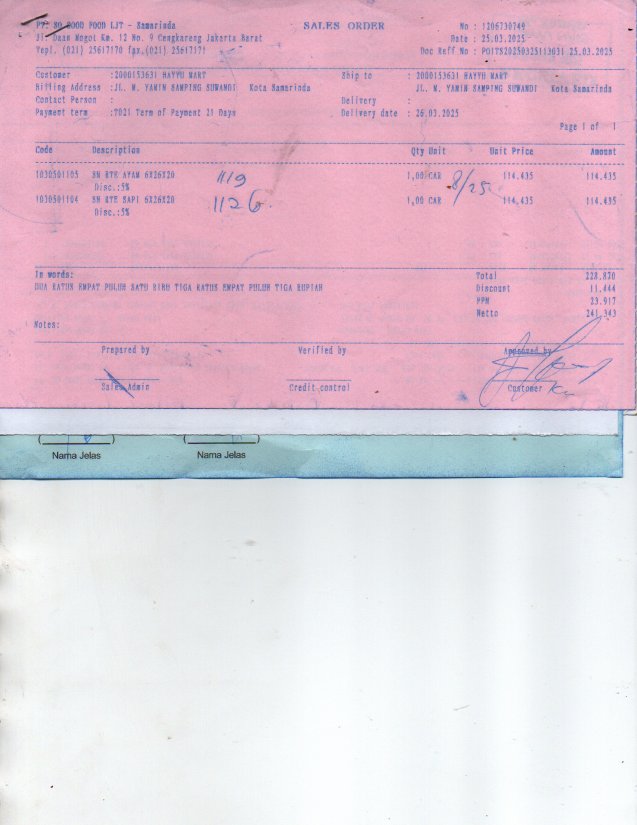 PT. SO GOOD FOOD LJT - Samarinda SALES ORDER No : 1206730749
Jl. Daan Mogot Km. 12 No. 9 Cengkareng Jakarta Barat Date : 25.03.2025
Tepl. (021) 25617170 fax.(021) 25617171 Doc Reff No : POITS20250325113031 25.03.2025
Customer :2000153631 HAYYU MART Ship to : 2000153631 HAYYU MART
Billing Address :JL. M. YAMIN SAMPING SUWANDI Kota Samarinda JL. M. YAMIN SAMPING SUWANDI Kota Samarinda
Contact Person : Delivery :
Payment term :7021 Term of Payment 21 Days Delivery date : 26.03.2025
Page 1 of 1
Code Description Qty Unit Unit Price Amount
1030501105 SN RTE AYAM 6X26X20 1119 1,00 CAR 8/25 114.435 114.435
Disc.:5%
1030501104 SN RTE SAPI 6X26X20 1126 1,00 CAR 114.435 114.435
Disc.:5%
In words: Total 228.870
DUA RATUS EMPAT PULUH SATU RIBU TIGA RATUS EMPAT PULUH TIGA RUPIAH Discount 11.444
PPN 23.917
Netto 241.343
Notes:
Prepared by Verified by Approved by
Sales Admin Credit control Customer
Nama Jelas Nama Jelas